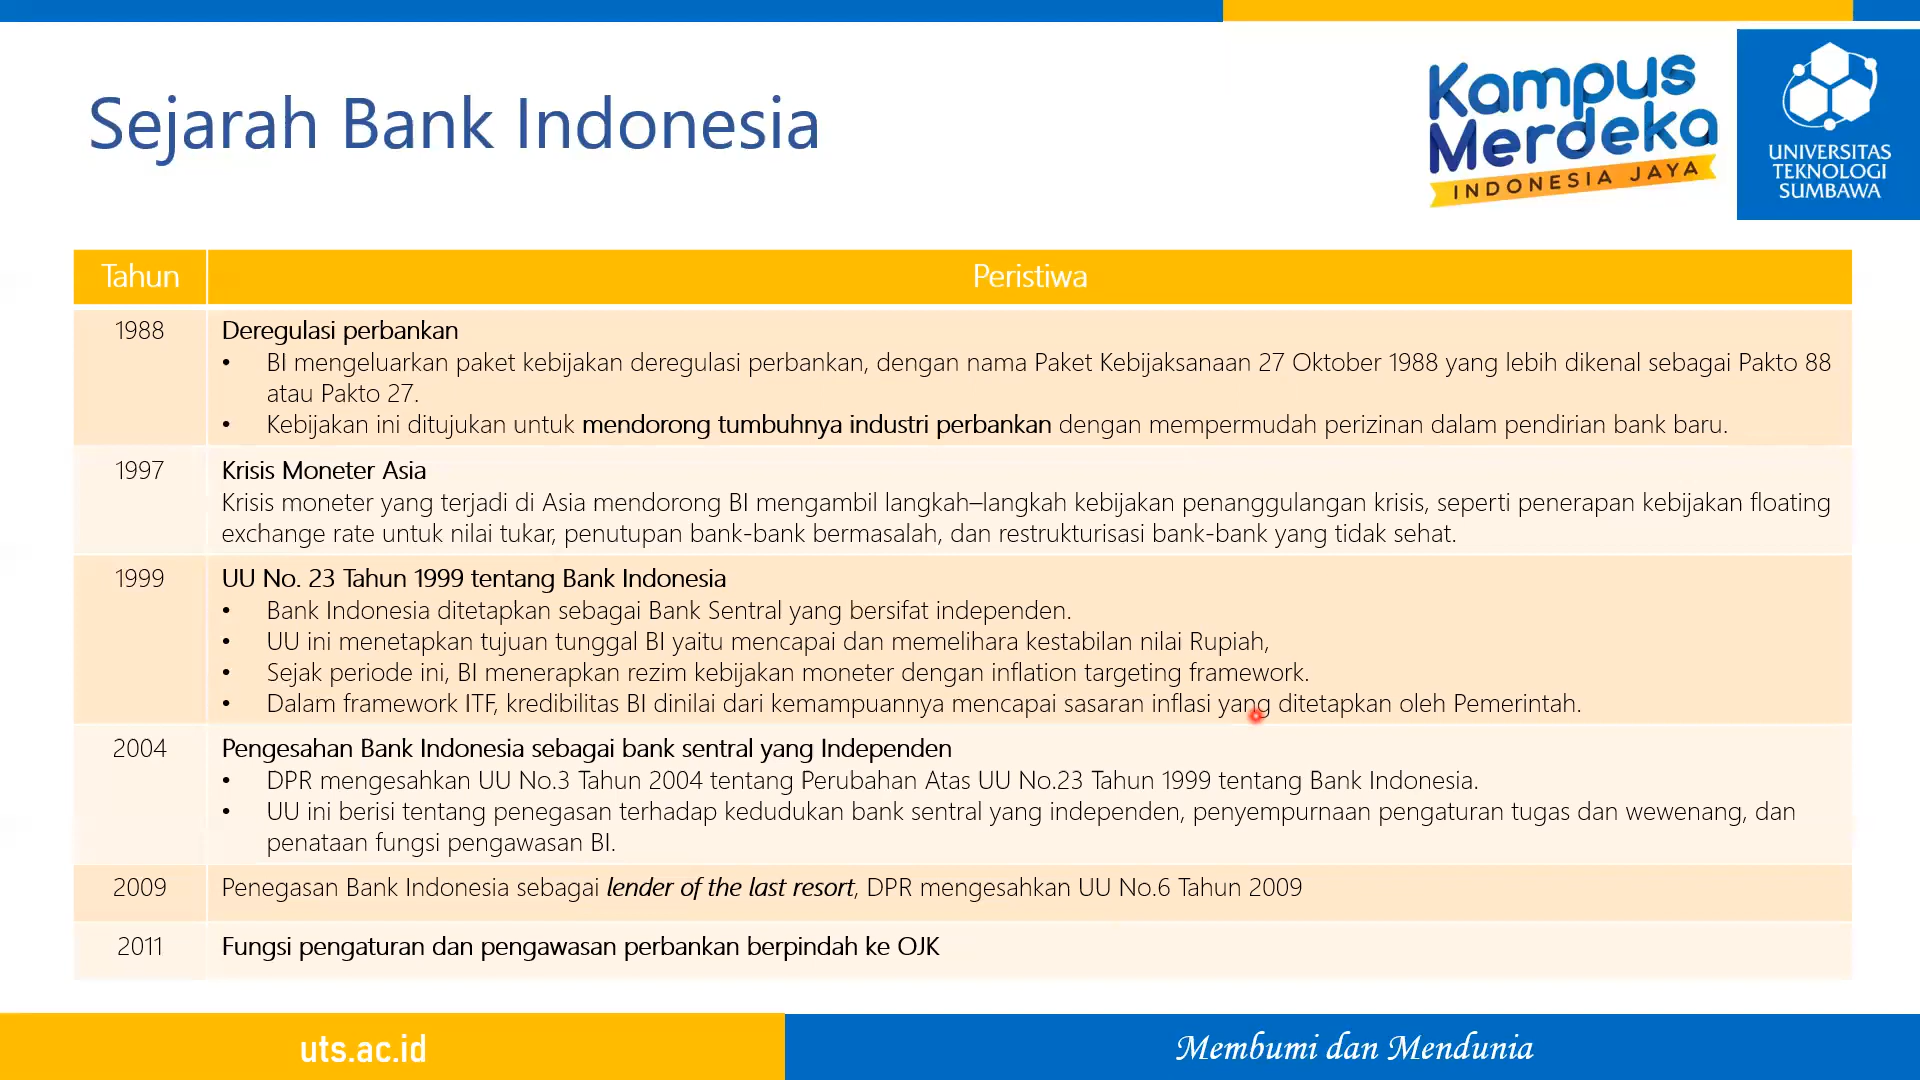 Sejarah Bank Indonesia
Kampus
Merdeka
INDONESIA JAYA
UNIVERSITAS
TEKNOLOGI
SUMBAWA
Tahun Peristiwa
1988 Deregulasi perbankan
• BI mengeluarkan paket kebijakan deregulasi perbankan, dengan nama Paket Kebijaksanaan 27 Oktober 1988 yang lebih dikenal sebagai Pakto 88
atau Pakto 27.
• Kebijakan ini ditujukan untuk mendorong tumbuhnya industri perbankan dengan mempermudah perizinan dalam pendirian bank baru.
1997 Krisis Moneter Asia
Krisis moneter yang terjadi di Asia mendorong BI mengambil langkah–langkah kebijakan penanggulangan krisis, seperti penerapan kebijakan floating
exchange rate untuk nilai tukar, penutupan bank-bank bermasalah, dan restrukturisasi bank-bank yang tidak sehat.
1999 UU No. 23 Tahun 1999 tentang Bank Indonesia
• Bank Indonesia ditetapkan sebagai Bank Sentral yang bersifat independen.
• UU ini menetapkan tujuan tunggal BI yaitu mencapai dan memelihara kestabilan nilai Rupiah,
• Sejak periode ini, BI menerapkan rezim kebijakan moneter dengan inflation targeting framework.
• Dalam framework ITF, kredibilitas BI dinilai dari kemampuannya mencapai sasaran inflasi yang ditetapkan oleh Pemerintah.
2004 Pengesahan Bank Indonesia sebagai bank sentral yang Independen
• DPR mengesahkan UU No.3 Tahun 2004 tentang Perubahan Atas UU No.23 Tahun 1999 tentang Bank Indonesia.
• UU ini berisi tentang penegasan terhadap kedudukan bank sentral yang independen, penyempurnaan pengaturan tugas dan wewenang, dan
penataan fungsi pengawasan BI.
2009 Penegasan Bank Indonesia sebagai lender of the last resort, DPR mengesahkan UU No.6 Tahun 2009
2011 Fungsi pengaturan dan pengawasan perbankan berpindah ke OJK
uts.ac.id
Membumi dan Mendunia